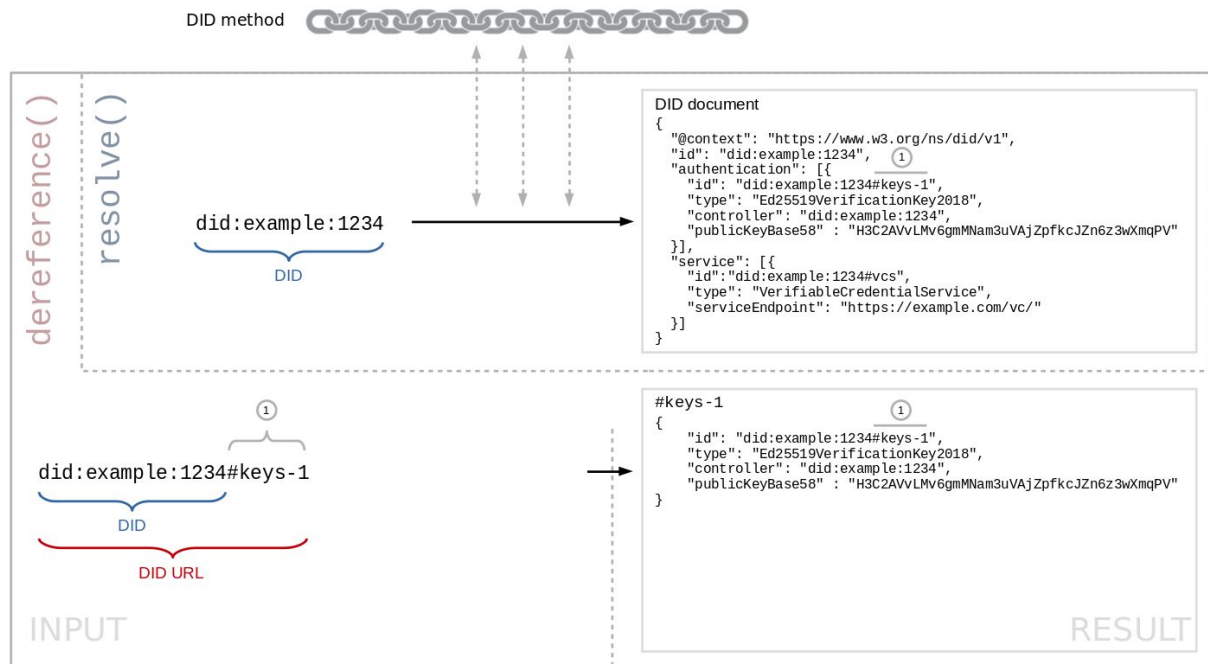 DID method
dereference()
resolve()
DID document
{
  "@context": "https://www.w3.org/ns/did/v1",
  "id": "did:example:1234",
1
  "authentication": [{
    "id": "did:example:1234#keys-1",
    "type": "Ed25519VerificationKey2018",
    "controller": "did:example:1234",
    "publicKeyBase58" : "H3C2AVvLMv6gmMNam3uVAjZpfkcJZn6z3wXmqPV"
  }],
  "service": [{
    "id":"did:example:1234#vcs",
    "type": "VerifiableCredentialService",
    "serviceEndpoint": "https://example.com/vc/"
  }]
}
did:example:1234
DID
1
did:example:1234#keys-1
DID
DID URL
#keys-1
1
{
    "id": "did:example:1234#keys-1",
    "type": "Ed25519VerificationKey2018",
    "controller": "did:example:1234",
    "publicKeyBase58" : "H3C2AVvLMv6gmMNam3uVAjZpfkcJZn6z3wXmqPV"
}
INPUT
RESULT